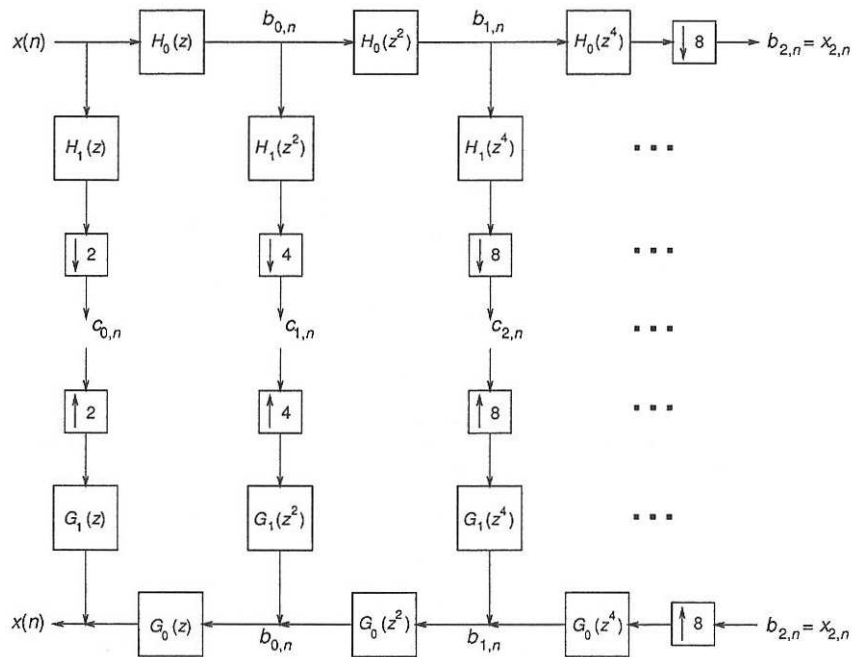 x(n) H₀(z) b₀,ₙ H₀(z²) b₁,ₙ H₀(z⁴) ↓ 8 b₂,ₙ = x₂,ₙ
H₁(z) H₁(z²) H₁(z⁴)
↓ 2 ↓ 4 ↓ 8
c₀,ₙ c₁,ₙ c₂,ₙ
↑ 2 ↑ 4 ↑ 8
G₁(z) G₁(z²) G₁(z⁴)
x(n) G₀(z) b₀,ₙ G₀(z²) b₁,ₙ G₀(z⁴) ↑ 8 b₂,ₙ = x₂,ₙ